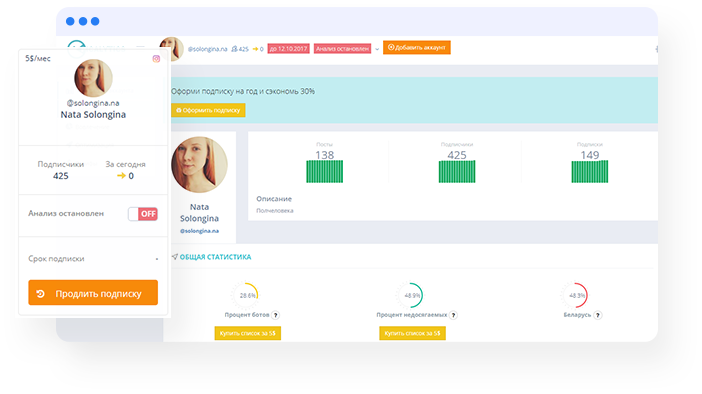 5$/мес
@solongina.na
Nata Solongina
Подписчики
425
За сегодня
0
Анализ остановлен
OFF
Срок подписки
-
Продлить подписку
@solongina.na 425 0 до 12.10.2017 Анализ остановлен Добавить аккаунт
Оформи подписку на год и сэкономь 30%
Оформить подписку
Nata
Solongina
@solongina.na
Посты
138
Подписчики
425
Подписки
149
Описание
Полчеловека
ОБЩАЯ СТАТИСТИКА
28.6%
Процент ботов ?
Купить список за 5$
48.9%
Процент недосягаемых ?
Купить список за 5$
48.3%
Беларусь ?